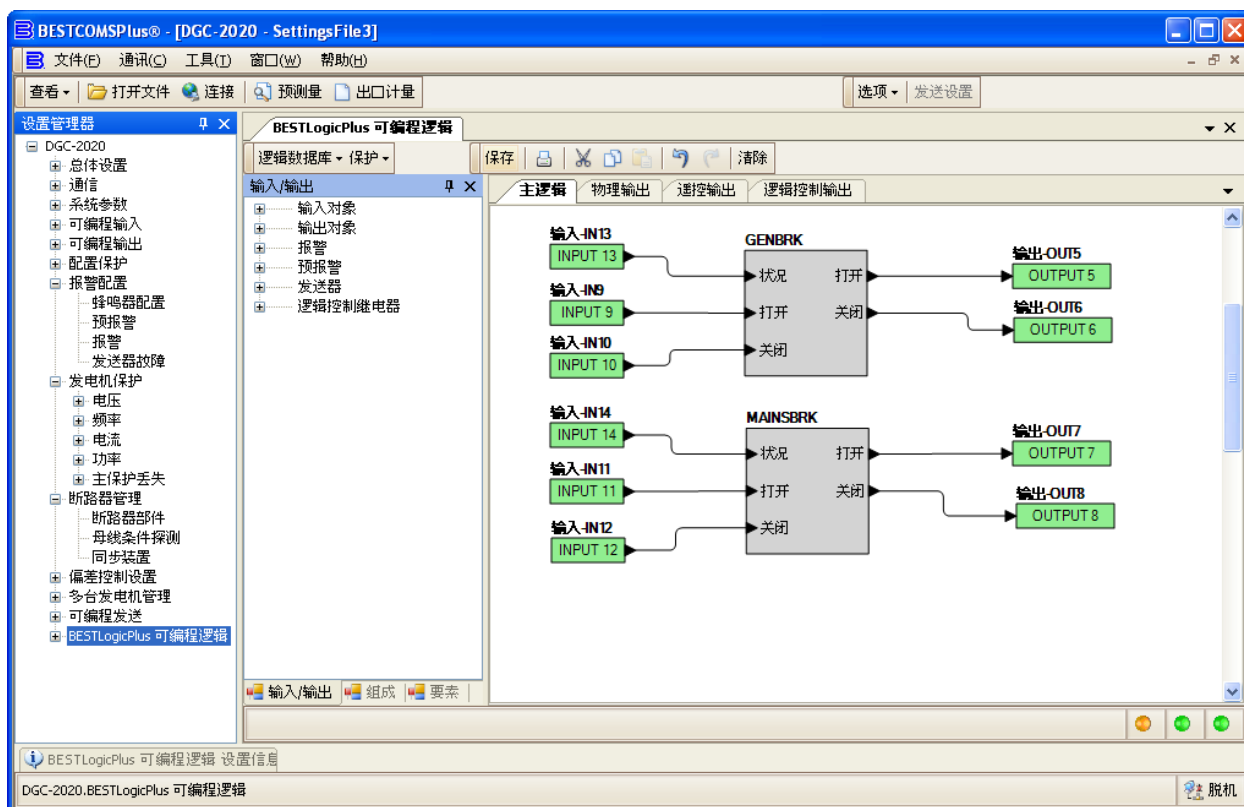 BESTCOMSPlus® - [DGC-2020 - SettingsFile3]
文件(F) 通讯(C) 工具(T) 窗口(W) 帮助(H)
查看 打开文件 连接 预测量 出口计量 选项 发送设置
设置管理器
DGC-2020
总体设置
通信
系统参数
可编程输入
可编程输出
配置保护
报警配置
蜂鸣器配置
预报警
报警
发送器故障
发电机保护
电压
频率
电流
功率
主保护丢失
断路器管理
断路器部件
母线条件探测
同步装置
偏差控制设置
多台发电机管理
可编程发送
BESTLogicPlus 可编程逻辑
BESTLogicPlus 可编程逻辑
逻辑数据库 保护 保存 清除
输入/输出
输入对象
输出对象
报警
预报警
发送器
逻辑控制继电器
输入/输出 组成 要素
主逻辑 物理输出 遥控输出 逻辑控制输出
输入-IN13
INPUT 13
输入-IN9
INPUT 9
输入-IN10
INPUT 10
GENBRK
状况 打开
打开 关闭
关闭
输出-OUT5
OUTPUT 5
输出-OUT6
OUTPUT 6
输入-IN14
INPUT 14
输入-IN11
INPUT 11
输入-IN12
INPUT 12
MAINSBRK
状况 打开
打开 关闭
关闭
输出-OUT7
OUTPUT 7
输出-OUT8
OUTPUT 8
BESTLogicPlus 可编程逻辑 设置信息
DGC-2020.BESTLogicPlus 可编程逻辑 脱机